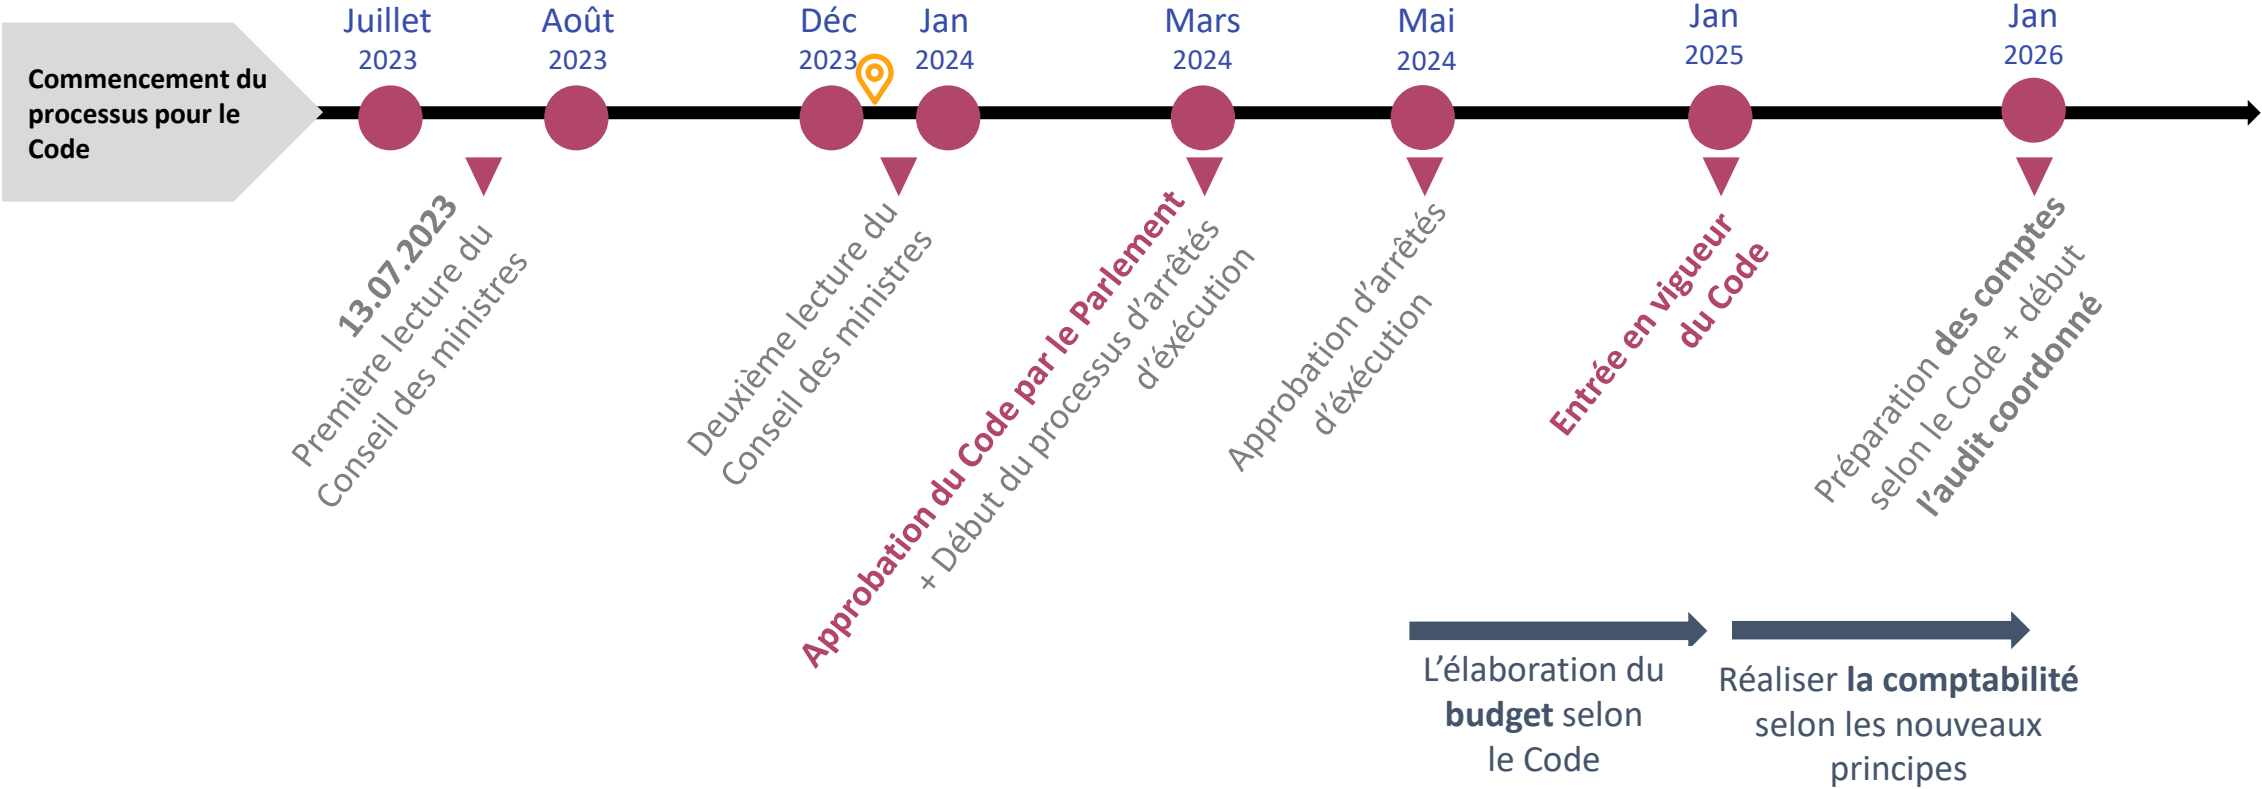 Juillet
2023
Août
2023
Déc
2023
Jan
2024
Mars
2024
Mai
2024
Jan
2025
Jan
2026
Commencement du
processus pour le
Code
13.07.2023
Première lecture du
Conseil des ministres
Deuxième lecture du
Conseil des ministres
Approbation du Code par le Parlement
+ Début du processus d'arrêtés
d'éxécution
Approbation d'arrêtés
d'éxécution
Entrée en vigueur
du Code
Préparation des comptes
selon le Code + début
l'audit coordonné
L'élaboration du
budget selon
le Code
Réaliser la comptabilité
selon les nouveaux
principes